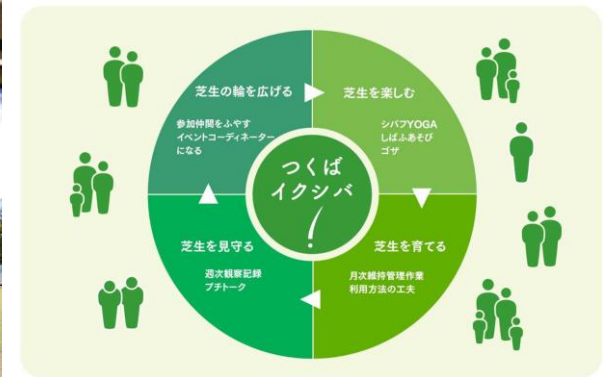 芝生の輪を広げる
参加仲間をふやす
イベントコーディネーター
になる
芝生を楽しむ
シバフYOGA
しばふあそび
ゴザ
つくば
イクシバ
!
芝生を見守る
週次観察記録
プチトーク
芝生を育てる
月次維持管理作業
利用方法の工夫